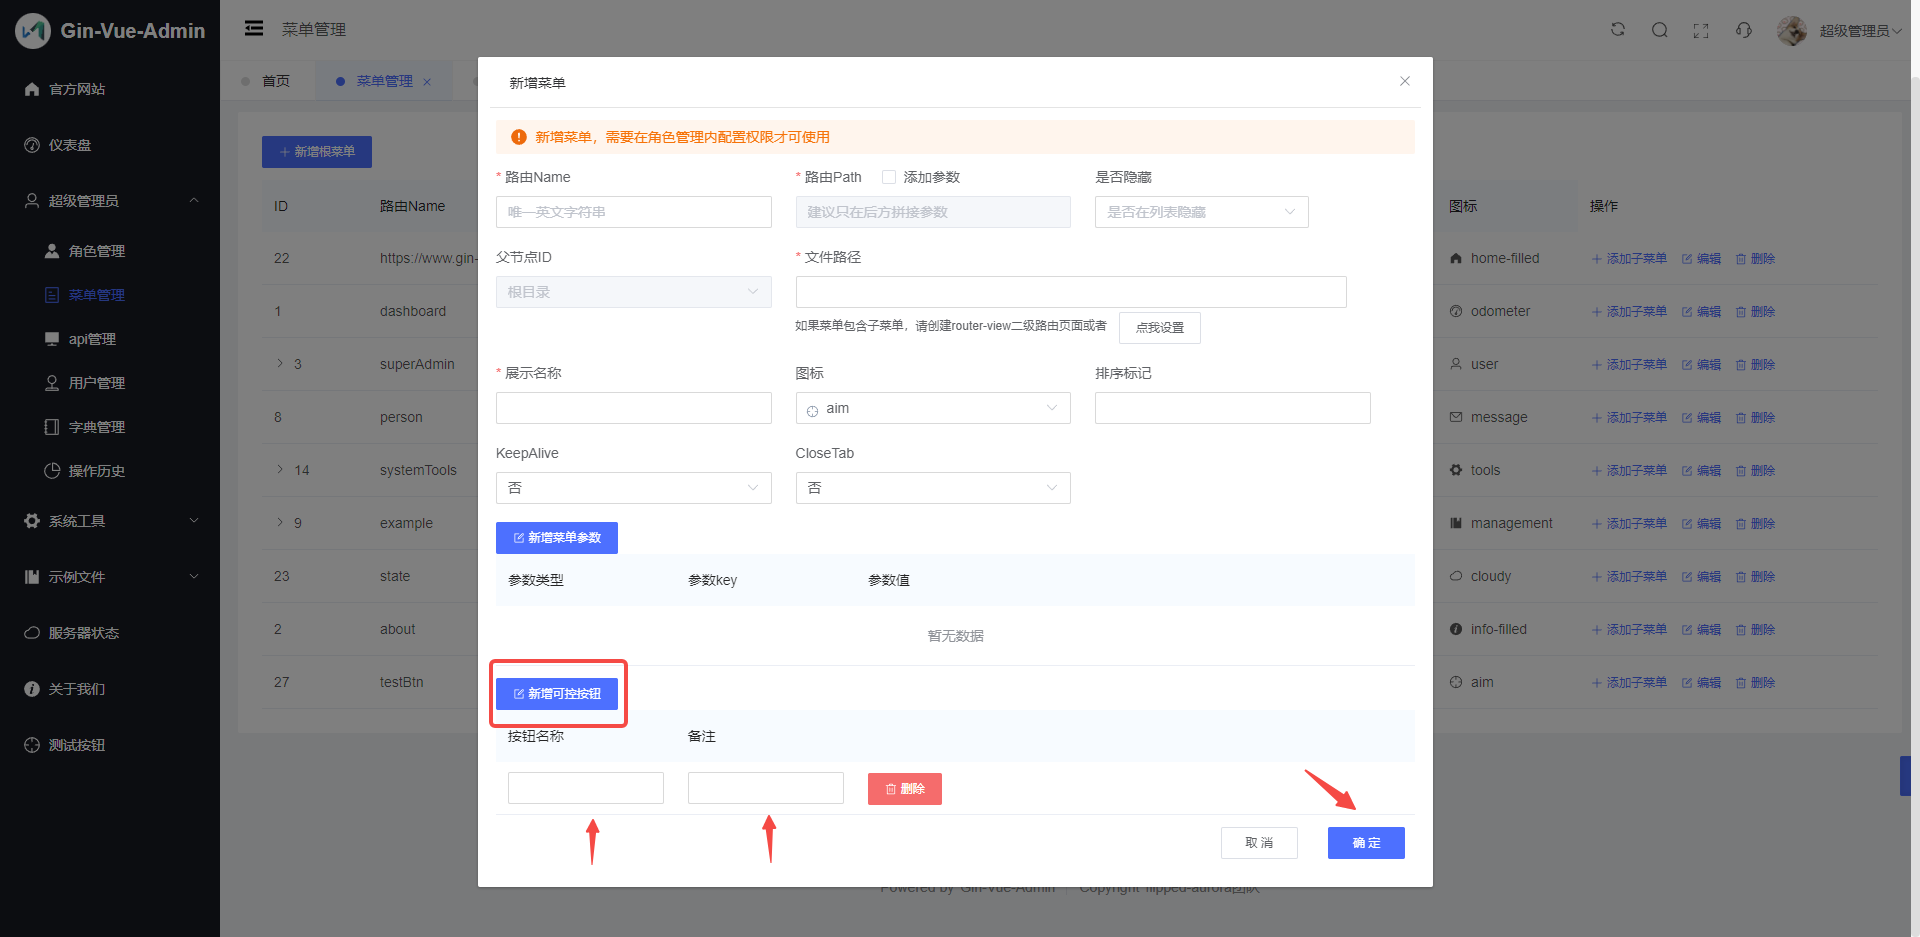 Gin-Vue-Admin
官方网站
仪表盘
超级管理员
角色管理
菜单管理
api管理
用户管理
字典管理
操作历史
系统工具
示例文件
服务器状态
关于我们
测试按钮
菜单管理
超级管理员
首页
菜单管理
新增根菜单
ID 路由Name 图标 操作
22 https://www.gin- home-filled 添加子菜单 编辑 删除
1 dashboard odometer 添加子菜单 编辑 删除
3 superAdmin user 添加子菜单 编辑 删除
8 person message 添加子菜单 编辑 删除
14 systemTools tools 添加子菜单 编辑 删除
9 example management 添加子菜单 编辑 删除
23 state cloudy 添加子菜单 编辑 删除
2 about info-filled 添加子菜单 编辑 删除
27 testBtn aim 添加子菜单 编辑 删除
新增菜单
新增菜单，需要在角色管理内配置权限才可使用
* 路由Name * 路由Path 添加参数 是否隐藏
唯一英文字符串 建议只在后方拼接参数 是否在列表隐藏
父节点ID * 文件路径
根目录
如果菜单包含子菜单，请创建router-view二级路由页面或者 点我设置
* 展示名称 图标 排序标记
aim
KeepAlive CloseTab
否 否
新增菜单参数
参数类型 参数key 参数值
暂无数据
新增可控按钮
按钮名称 备注
删除
取 消 确 定
Powered by Gin-Vue-Admin Copyright flipped-aurora团队